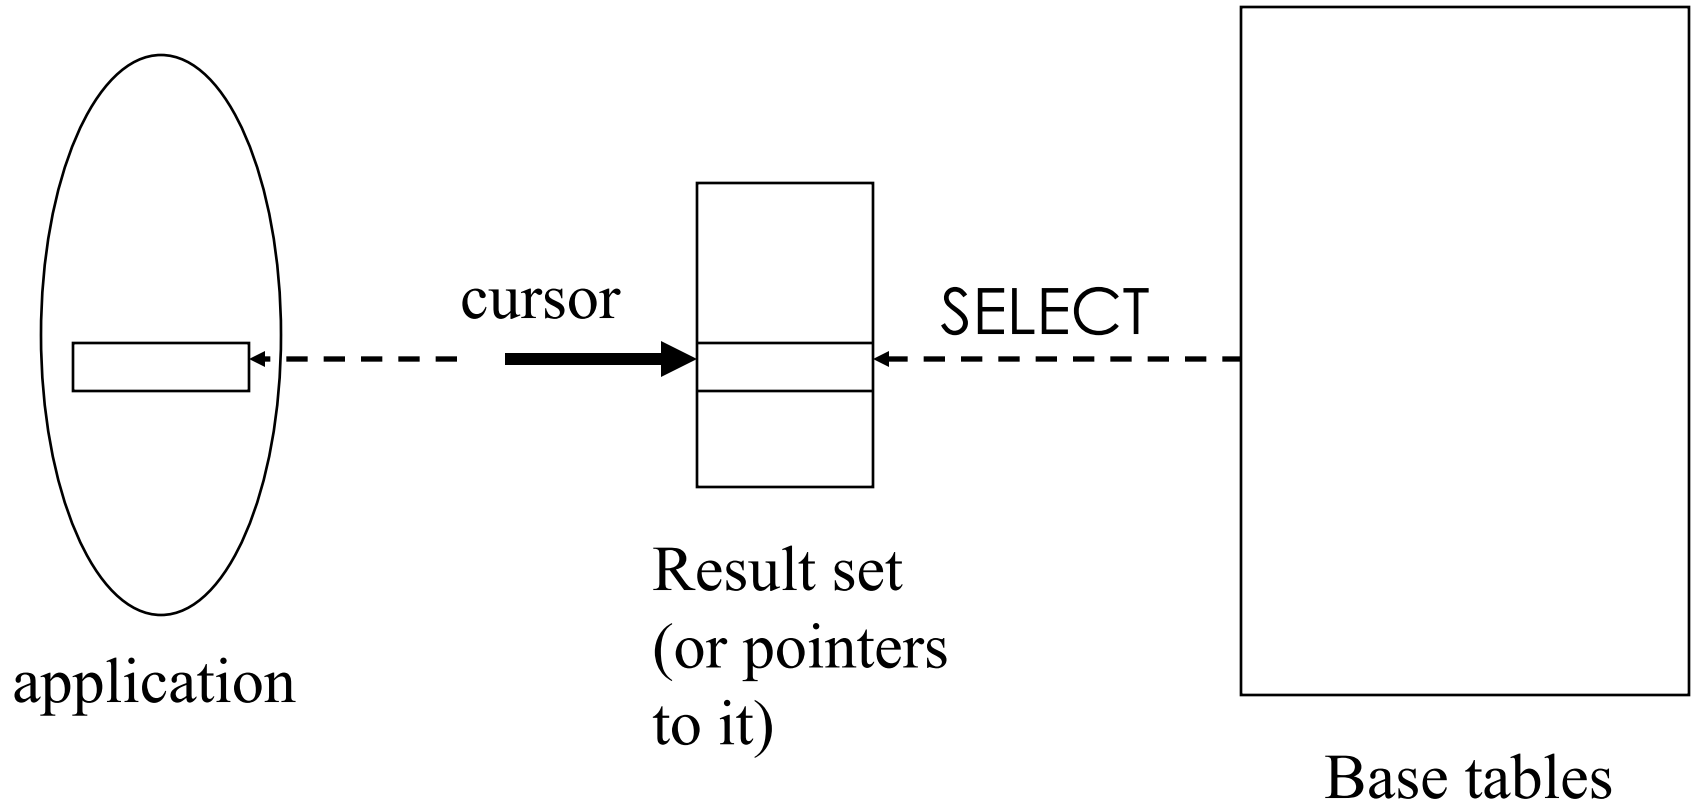 cursor
SELECT
Result set
(or pointers
to it)
application
Base tables